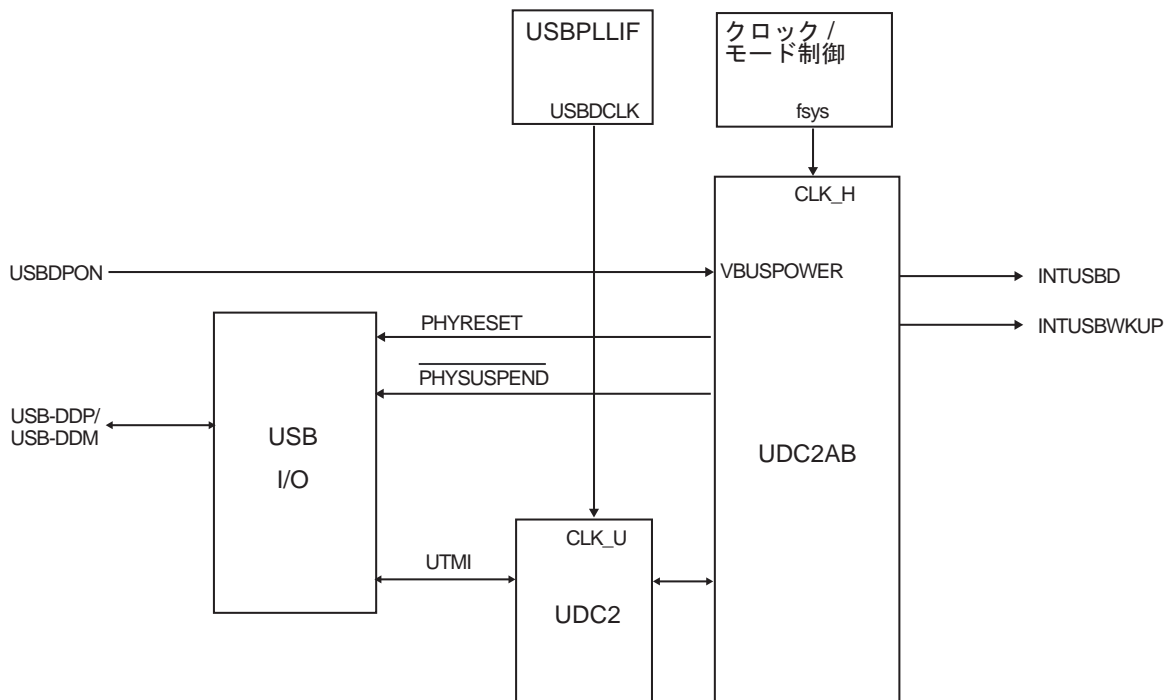 USBPLLIF
USBDCLK
クロック /
モード制御
fsys
CLK_H
USBDPON
VBUSPOWER
INTUSBD
INTUSBWKUP
PHYRESET
PHYSUSPEND
USB-DDP/
USB-DDM
USB
I/O
UDC2AB
CLK_U
UTMI
UDC2